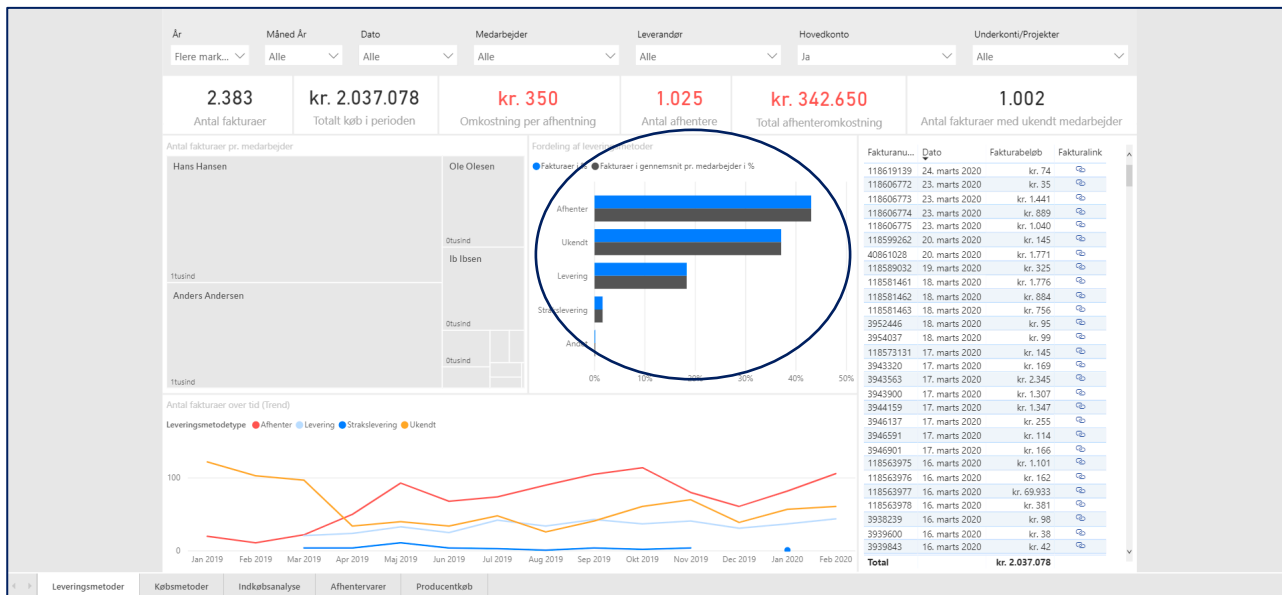 År Måned År Dato Medarbejder Leverandør Hovedkonto Underkonti/Projekter
Flere mark... Alle Alle Alle Alle Ja Alle
2.383 kr. 2.037.078 kr. 350 1.025 kr. 342.650 1.002
Antal fakturaer Totalt køb i perioden Omkostning per afhentning Antal afhentere Total afhenteromkostning Antal fakturaer med ukendt medarbejder
Antal fakturaer pr. medarbejder
Hans Hansen
1tusind
Anders Andersen
1tusind
Ole Olesen
0tusind
Ib Ibsen
0tusind
0tusind
Fordeling af leveringsmetoder
Fakturaer i % Fakturaer i gennemsnit pr. medarbejder i %
Afhenter
Ukendt
Levering
Strakslevering
Andet
0% 10% 20% 30% 40% 50%
Fakturanu... Dato Fakturabeløb Fakturalink
118619139 24. marts 2020 kr. 74
118606772 23. marts 2020 kr. 35
118606773 23. marts 2020 kr. 1.441
118606774 23. marts 2020 kr. 889
118606775 23. marts 2020 kr. 1.040
118599262 20. marts 2020 kr. 145
40861028 20. marts 2020 kr. 1.771
118589032 19. marts 2020 kr. 325
118581461 18. marts 2020 kr. 1.776
118581462 18. marts 2020 kr. 884
118581463 18. marts 2020 kr. 756
3952446 18. marts 2020 kr. 95
3954037 18. marts 2020 kr. 99
118573131 17. marts 2020 kr. 145
3943320 17. marts 2020 kr. 169
3943563 17. marts 2020 kr. 2.345
3943900 17. marts 2020 kr. 1.307
3944159 17. marts 2020 kr. 1.347
3946137 17. marts 2020 kr. 255
3946591 17. marts 2020 kr. 114
3946901 17. marts 2020 kr. 166
118563975 16. marts 2020 kr. 1.101
118563976 16. marts 2020 kr. 162
118563977 16. marts 2020 kr. 69.933
118563978 16. marts 2020 kr. 381
3938239 16. marts 2020 kr. 98
3939600 16. marts 2020 kr. 38
3939843 16. marts 2020 kr. 42
Total kr. 2.037.078
Antal fakturaer over tid (Trend)
Leveringsmetodetype Afhenter Levering Strakslevering Ukendt
100
0
Jan 2019 Feb 2019 Mar 2019 Apr 2019 Maj 2019 Jun 2019 Jul 2019 Aug 2019 Sep 2019 Okt 2019 Nov 2019 Dec 2019 Jan 2020 Feb 2020
Leveringsmetoder Købsmetoder Indkøbsanalyse Afhentervarer Producentkøb